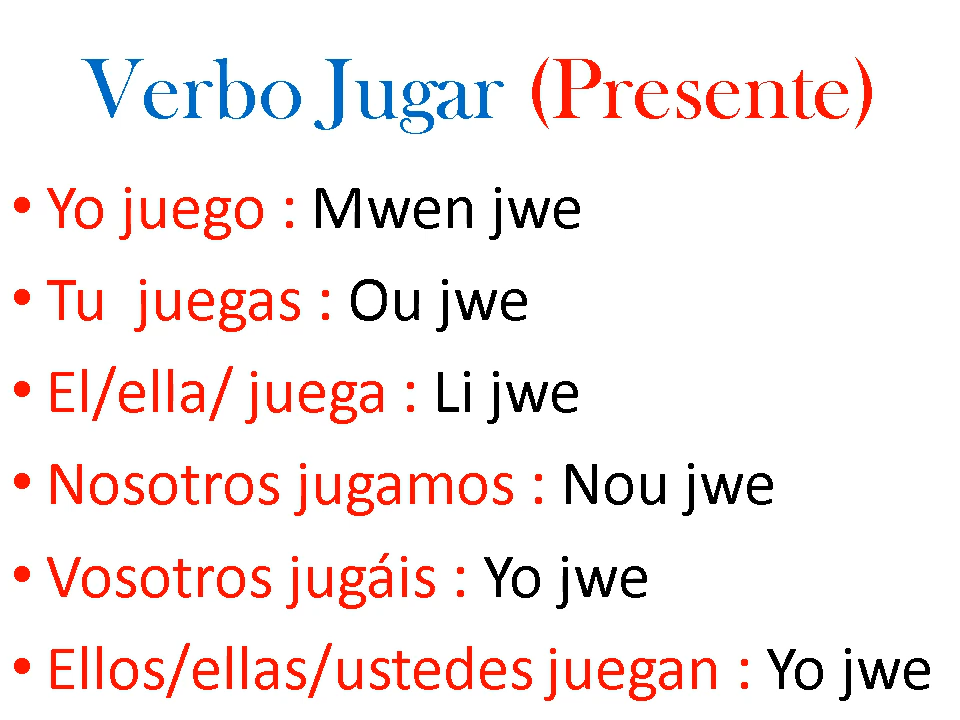 Verbo Jugar (Presente)
• Yo juego : Mwen jwe
• Tu juegas : Ou jwe
• El/ella/ juega : Li jwe
• Nosotros jugamos : Nou jwe
• Vosotros jugáis : Yo jwe
• Ellos/ellas/ustedes juegan : Yo jwe